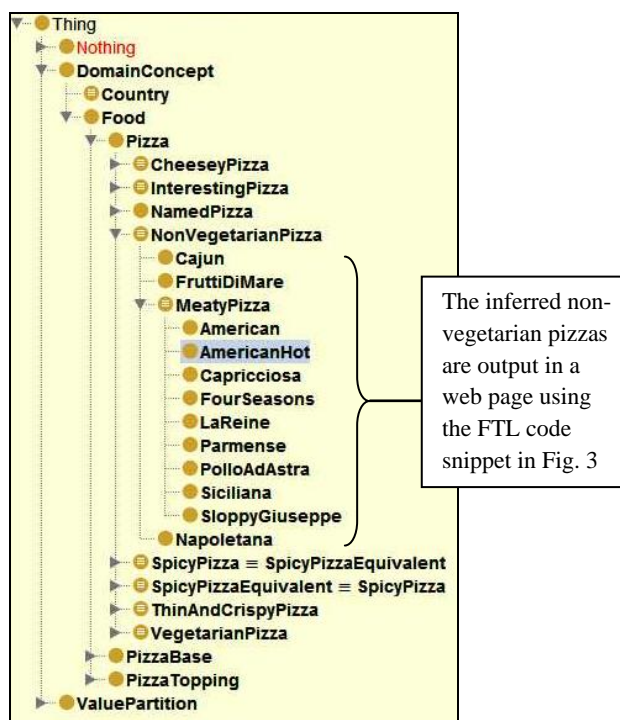 Thing
Nothing
DomainConcept
Country
Food
Pizza
CheeseyPizza
InterestingPizza
NamedPizza
NonVegetarianPizza
Cajun
FruttiDiMare
MeatyPizza
American
AmericanHot
Capricciosa
FourSeasons
LaReine
Parmense
PolloAdAstra
Siciliana
SloppyGiuseppe
Napoletana
SpicyPizza ≡ SpicyPizzaEquivalent
SpicyPizzaEquivalent ≡ SpicyPizza
ThinAndCrispyPizza
VegetarianPizza
PizzaBase
PizzaTopping
ValuePartition
The inferred non-
vegetarian pizzas
are output in a
web page using
the FTL code
snippet in Fig. 3